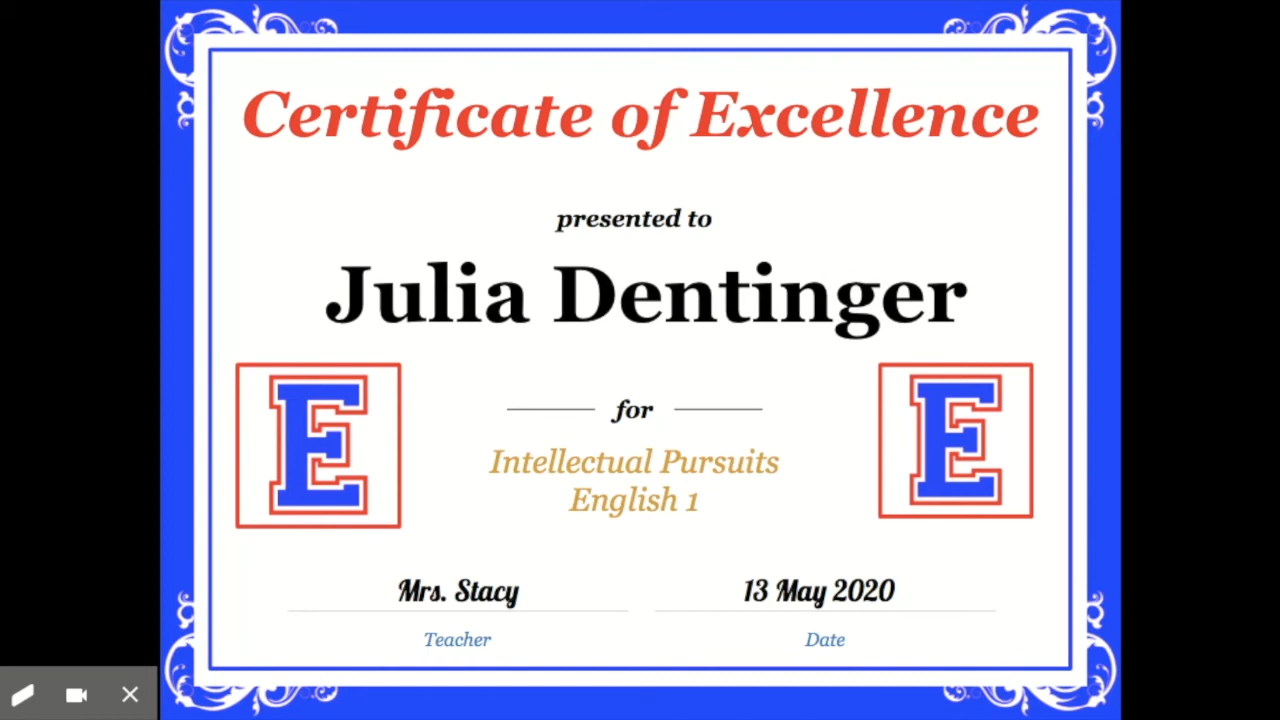 Certificate of Excellence
presented to
Julia Dentinger
for
E E
Intellectual Pursuits
English 1
Mrs. Stacy 13 May 2020
Teacher Date